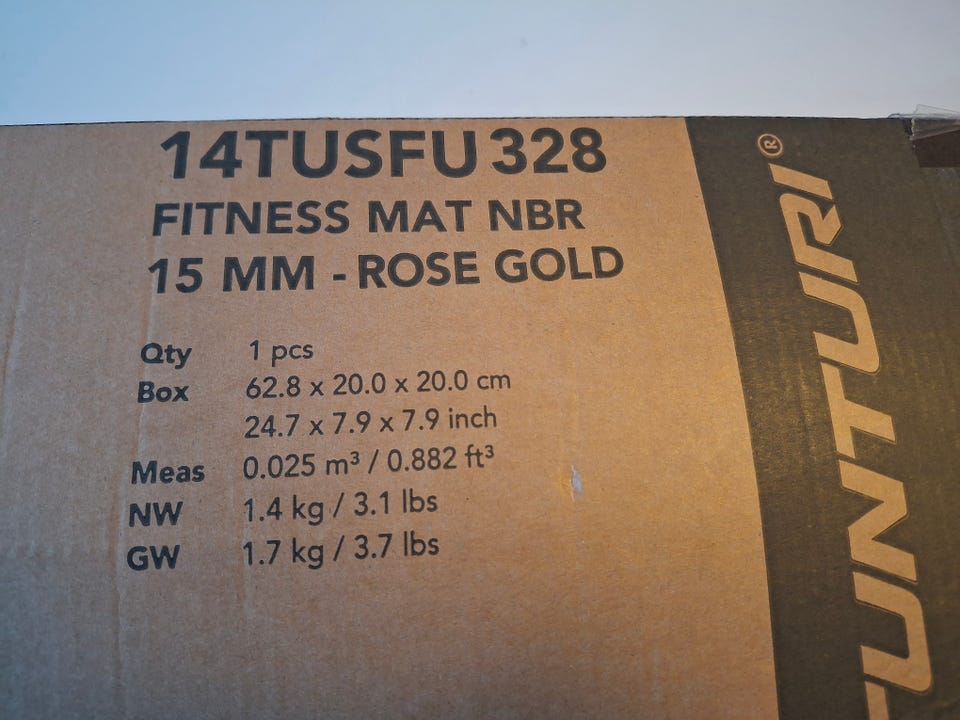 14TUSFU328
FITNESS MAT NBR
15 MM - ROSE GOLD
Qty 1 pcs
Box 62.8 x 20.0 x 20.0 cm
24.7 x 7.9 x 7.9 inch
Meas 0.025 m³ / 0.882 ft³
NW 1.4 kg / 3.1 lbs
GW 1.7 kg / 3.7 lbs
TUNTURI®